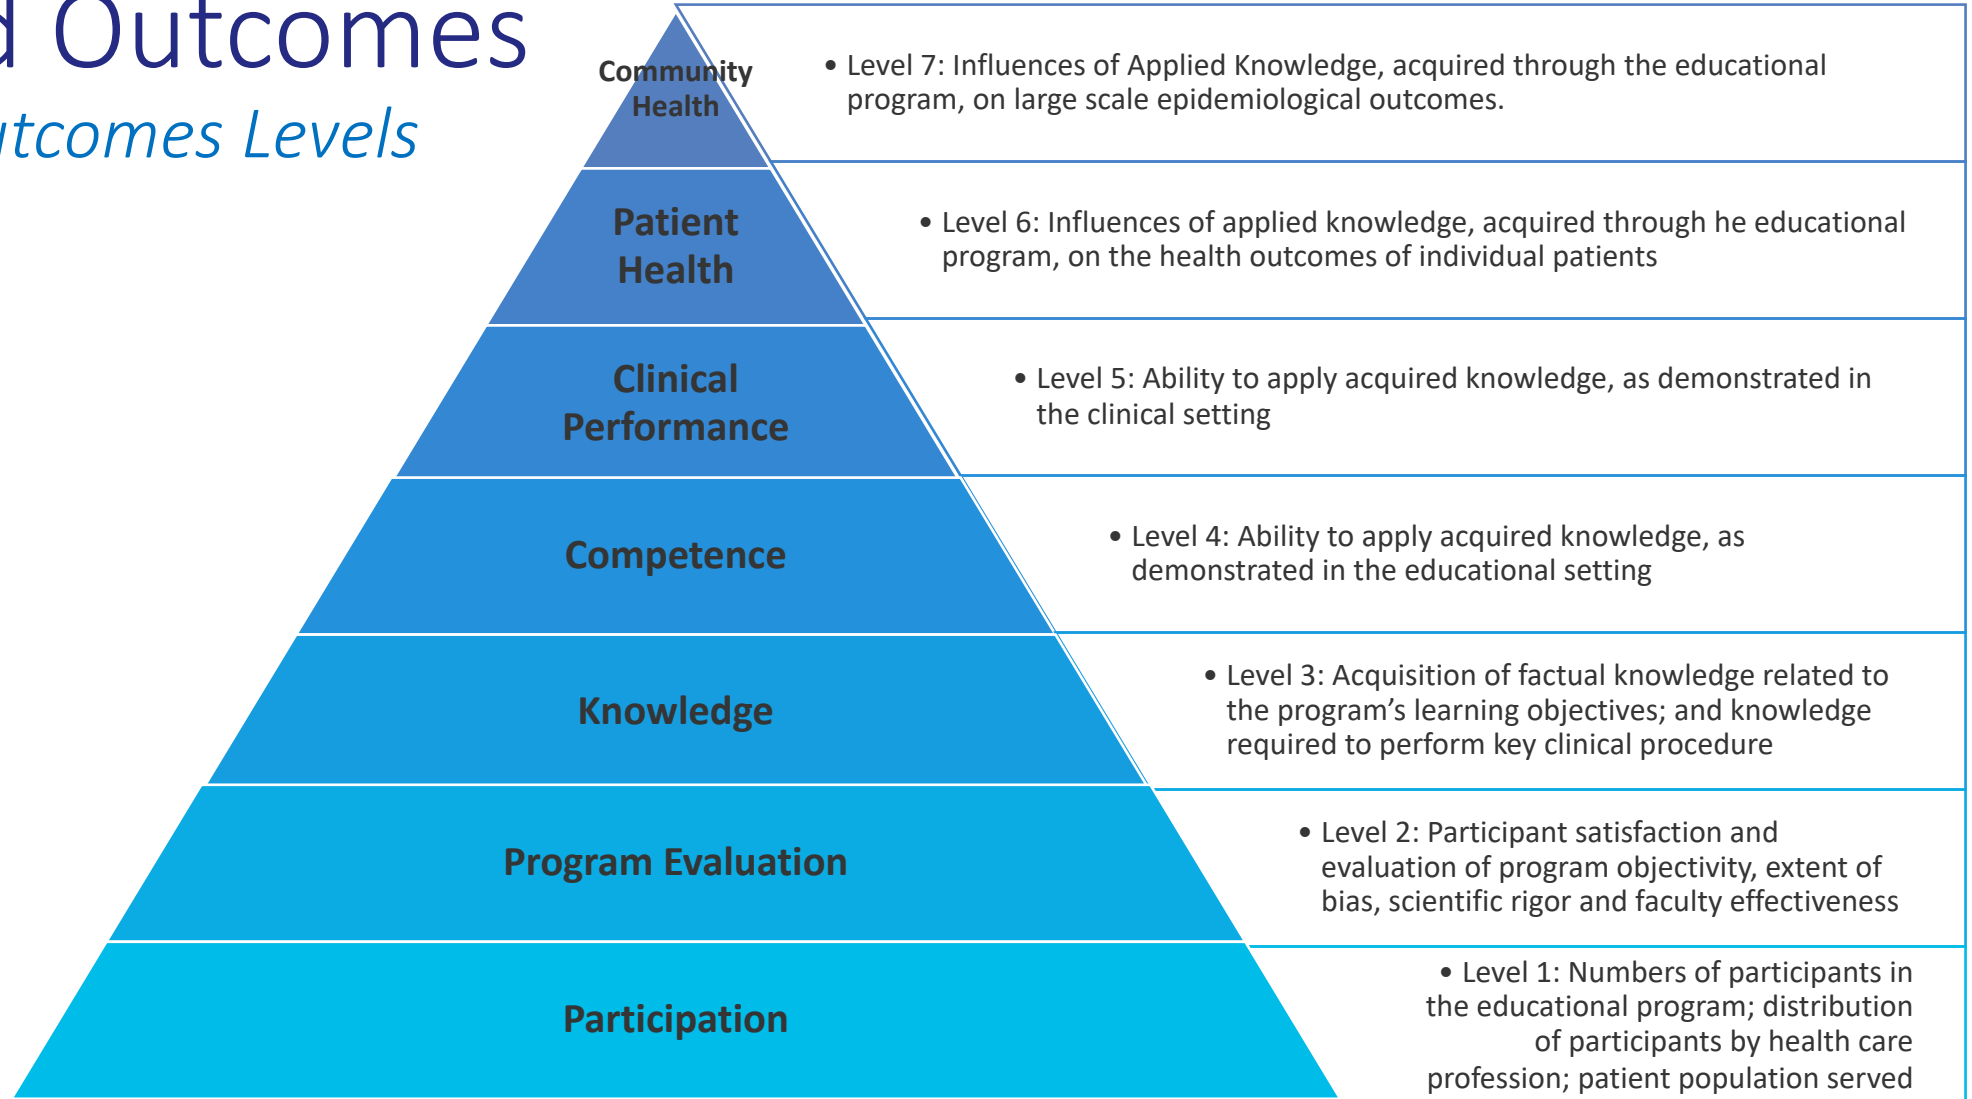 d Outcomes
utcomes Levels
Community
Health
• Level 7: Influences of Applied Knowledge, acquired through the educational
program, on large scale epidemiological outcomes.
Patient
Health
• Level 6: Influences of applied knowledge, acquired through he educational
program, on the health outcomes of individual patients
Clinical
Performance
• Level 5: Ability to apply acquired knowledge, as demonstrated in
the clinical setting
Competence
• Level 4: Ability to apply acquired knowledge, as
demonstrated in the educational setting
Knowledge
• Level 3: Acquisition of factual knowledge related to
the program’s learning objectives; and knowledge
required to perform key clinical procedure
Program Evaluation
• Level 2: Participant satisfaction and
evaluation of program objectivity, extent of
bias, scientific rigor and faculty effectiveness
Participation
• Level 1: Numbers of participants in
the educational program; distribution
of participants by health care
profession; patient population served